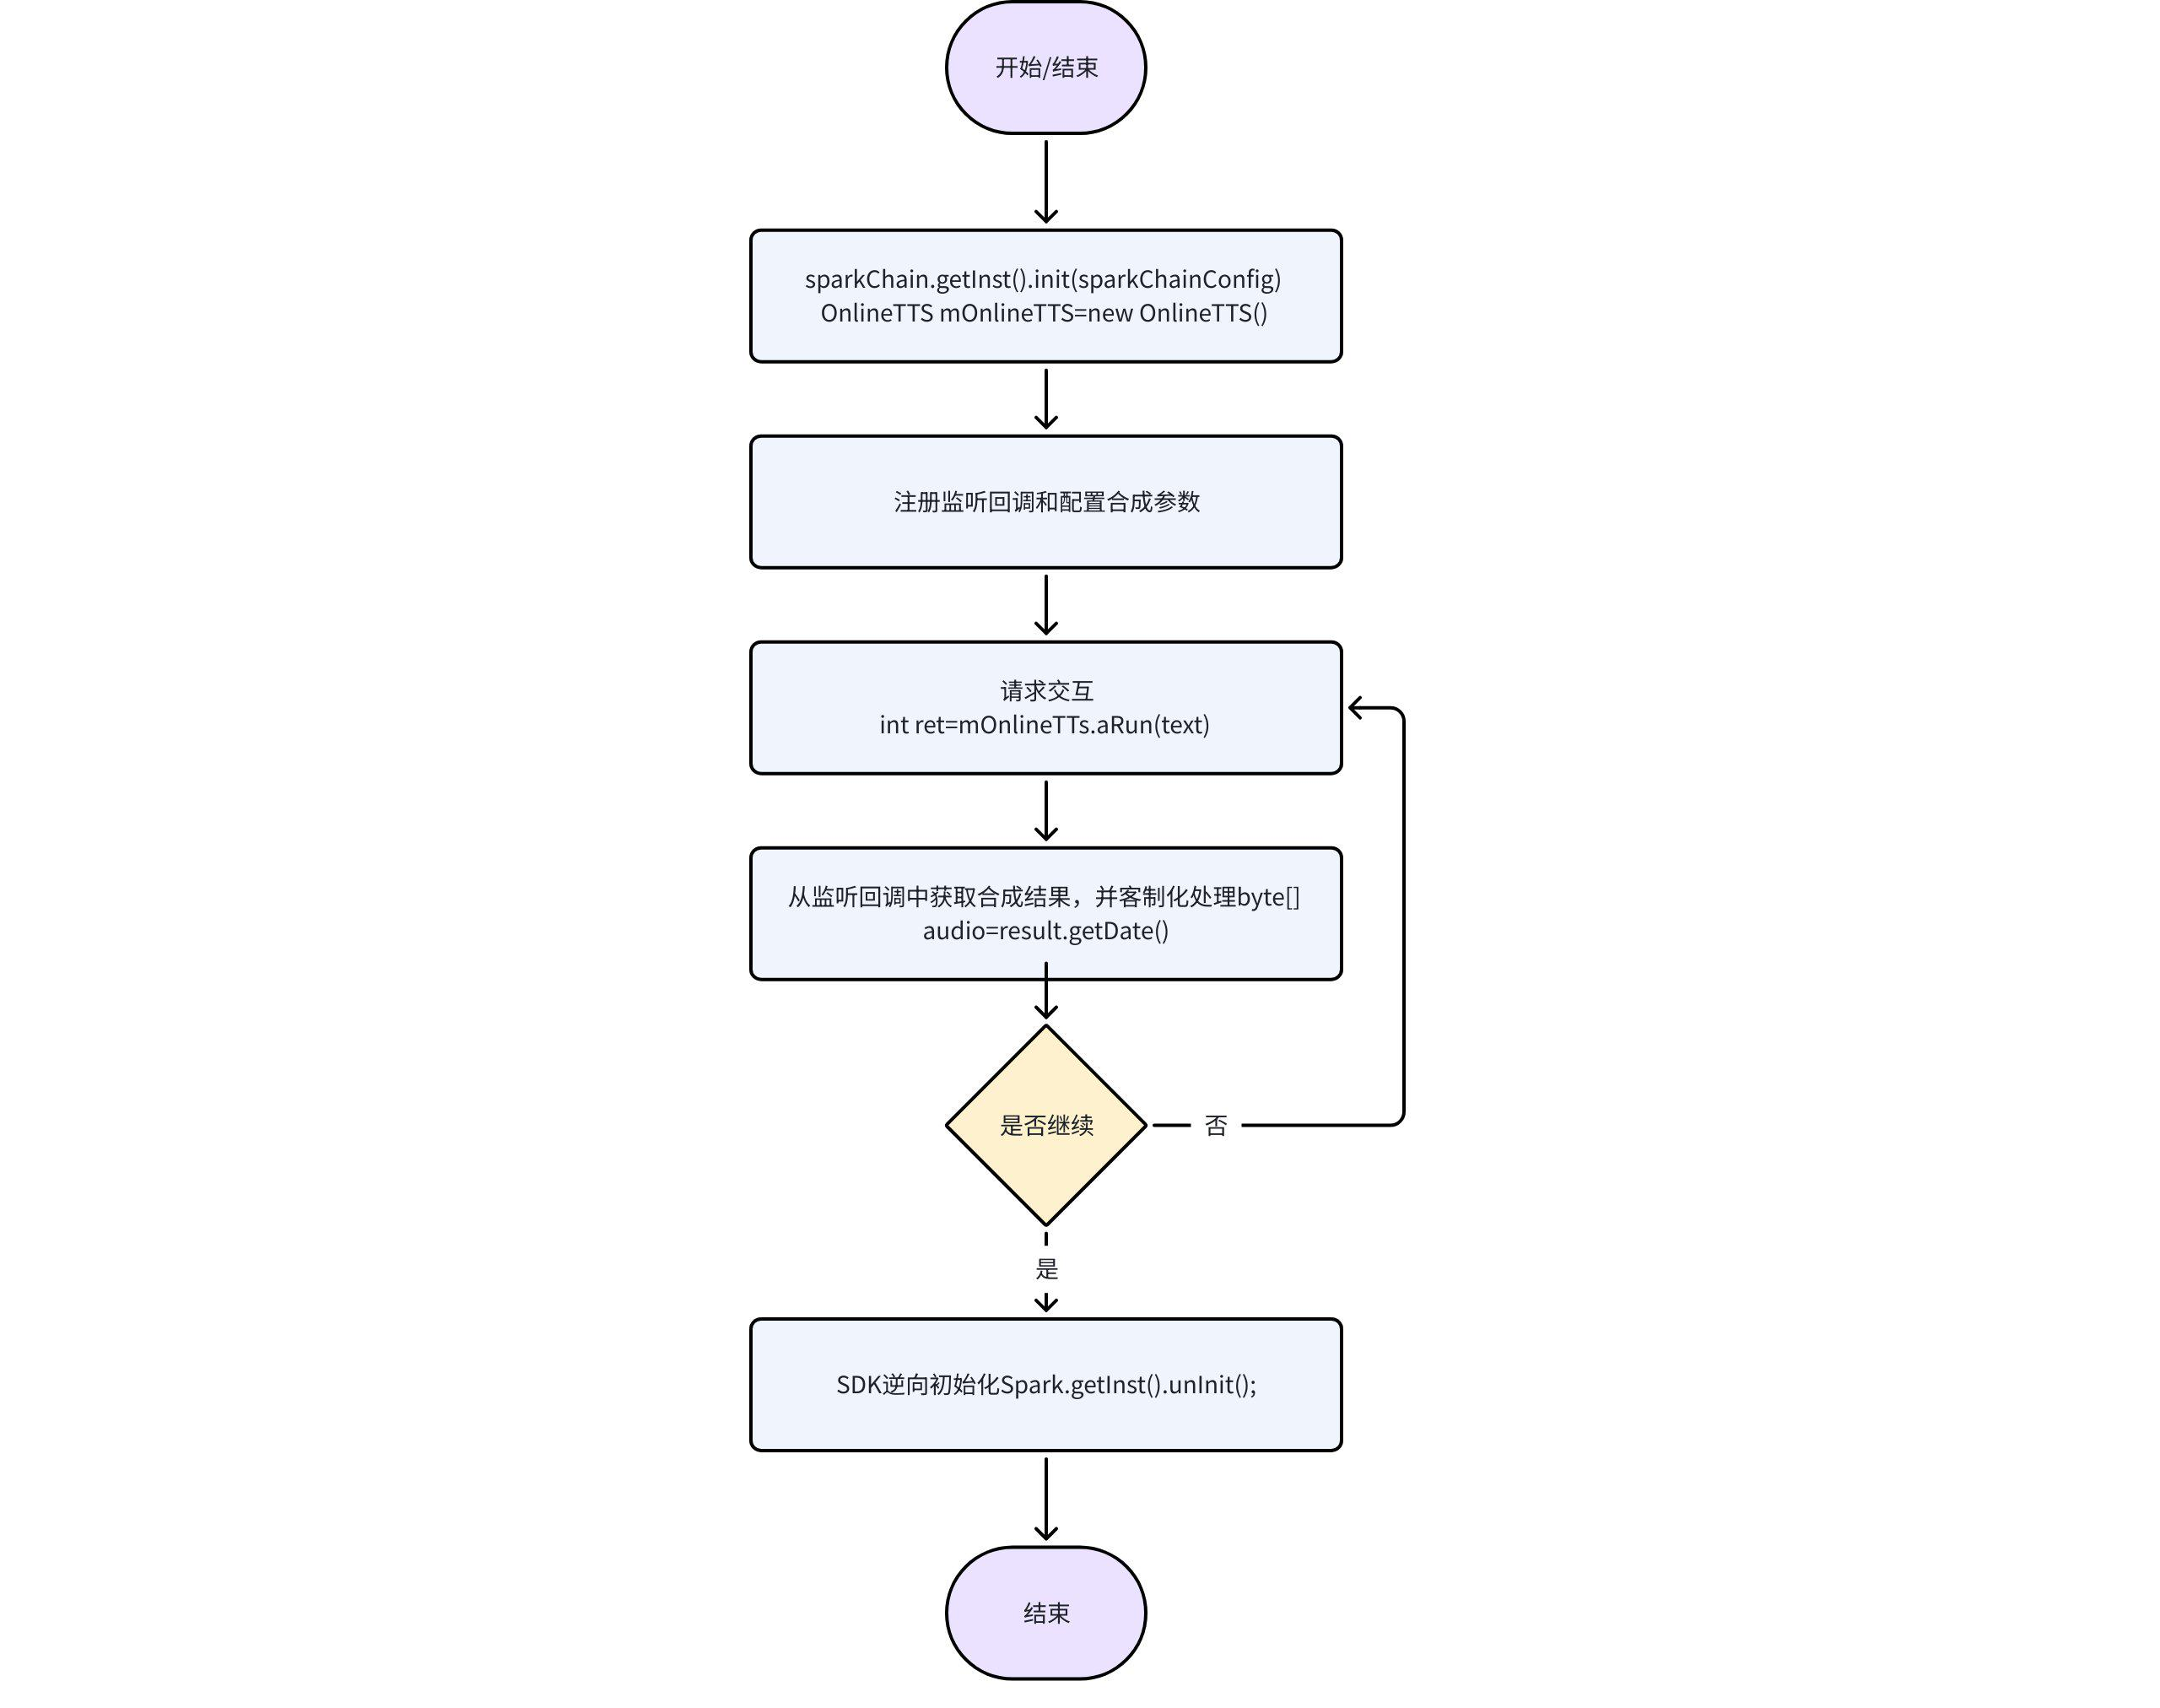 开始/结束
sparkChain.getInst().init(sparkChainConfig)
OnlineTTS mOnlineTTS=new OnlineTTS()
注册监听回调和配置合成参数
请求交互
int ret=mOnlineTTs.aRun(text)
从监听回调中获取合成结果，并客制化处理byte[]
audio=result.getDate()
是否继续
否
是
SDK逆向初始化Spark.getInst().unInit();
结束